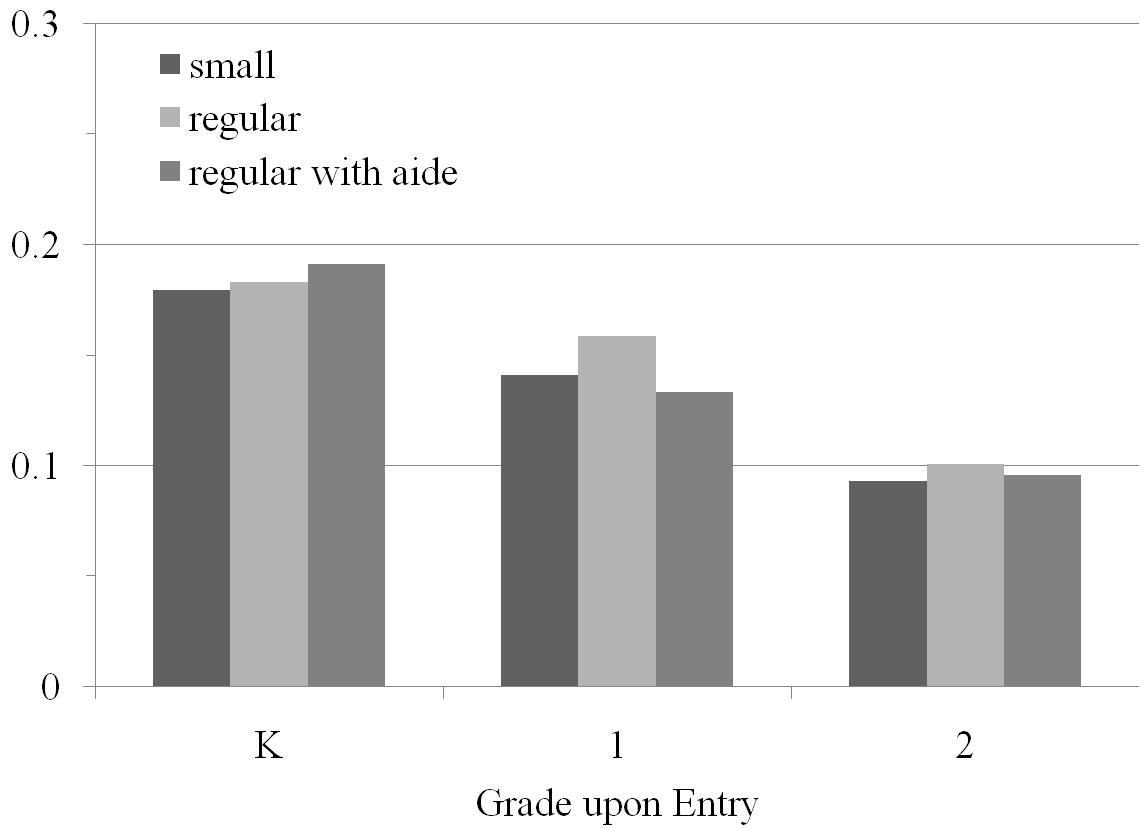 0.3
small
regular
regular with aide
0.2
0.1
0
K 1 2
Grade upon Entry